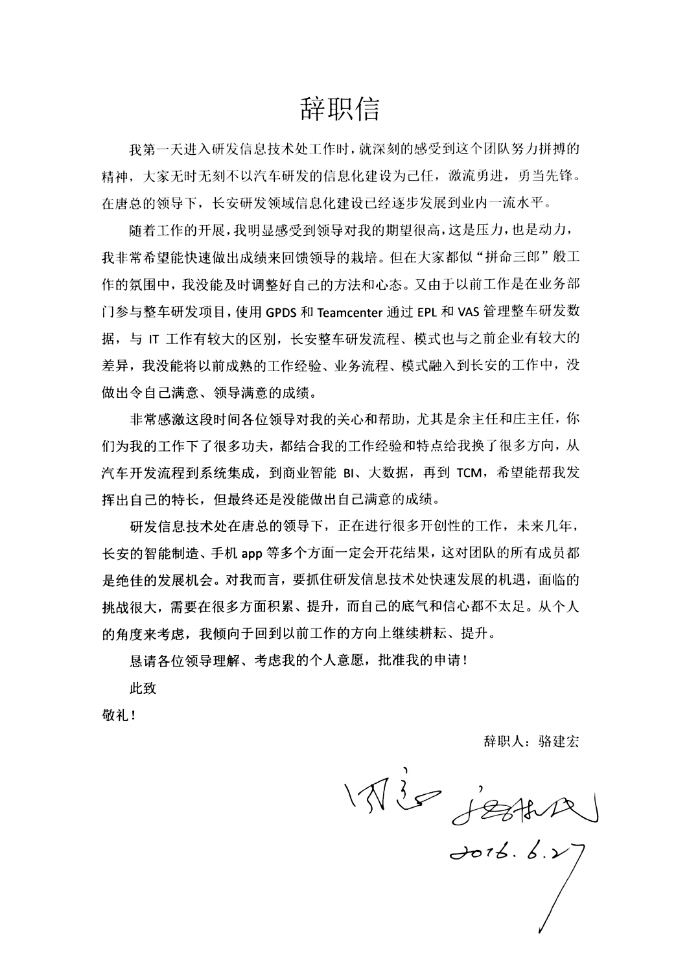 辞职信
我第一天进入研发信息技术处工作时，就深刻的感受到这个团队努力拼搏的
精神，大家无时无刻不以汽车研发的信息化建设为己任，激流勇进，勇当先锋。
在唐总的领导下，长安研发领域信息化建设已经逐步发展到业内一流水平。
随着工作的开展，我明显感受到领导对我的期望很高，这是压力，也是动力，
我非常希望能快速做出成绩来回馈领导的栽培。但在大家都似“拼命三郎”般工
作的氛围中，我没能及时调整好自己的方法和心态。又由于以前工作是在业务部
门参与整车研发项目，使用 GPDS 和 Teamcenter 通过 EPL 和 VAS 管理整车研发数
据，与 IT 工作有较大的区别，长安整车研发流程、模式也与之前企业有较大的
差异，我没能将以前成熟的工作经验、业务流程、模式融入到长安的工作中，没
做出令自己满意、领导满意的成绩。
非常感激这段时间各位领导对我的关心和帮助，尤其是余主任和庄主任，你
们为我的工作下了很多功夫，都结合我的工作经验和特点给我换了很多方向，从
汽车开发流程到系统集成，到商业智能 BI、大数据，再到 TCM，希望能帮我发
挥出自己的特长，但最终还是没能做出自己满意的成绩。
研发信息技术处在唐总的领导下，正在进行很多开创性的工作，未来几年，
长安的智能制造、手机 app 等多个方面一定会开花结果，这对团队的所有成员都
是绝佳的发展机会。对我而言，要抓住研发信息技术处快速发展的机遇，面临的
挑战很大，需要在很多方面积累、提升，而自己的底气和信心都不太足。从个人
的角度来考虑，我倾向于回到以前工作的方向上继续耕耘、提升。
恳请各位领导理解、考虑我的个人意愿，批准我的申请！
此致
敬礼！
辞职人：骆建宏
同意
2016.6.27